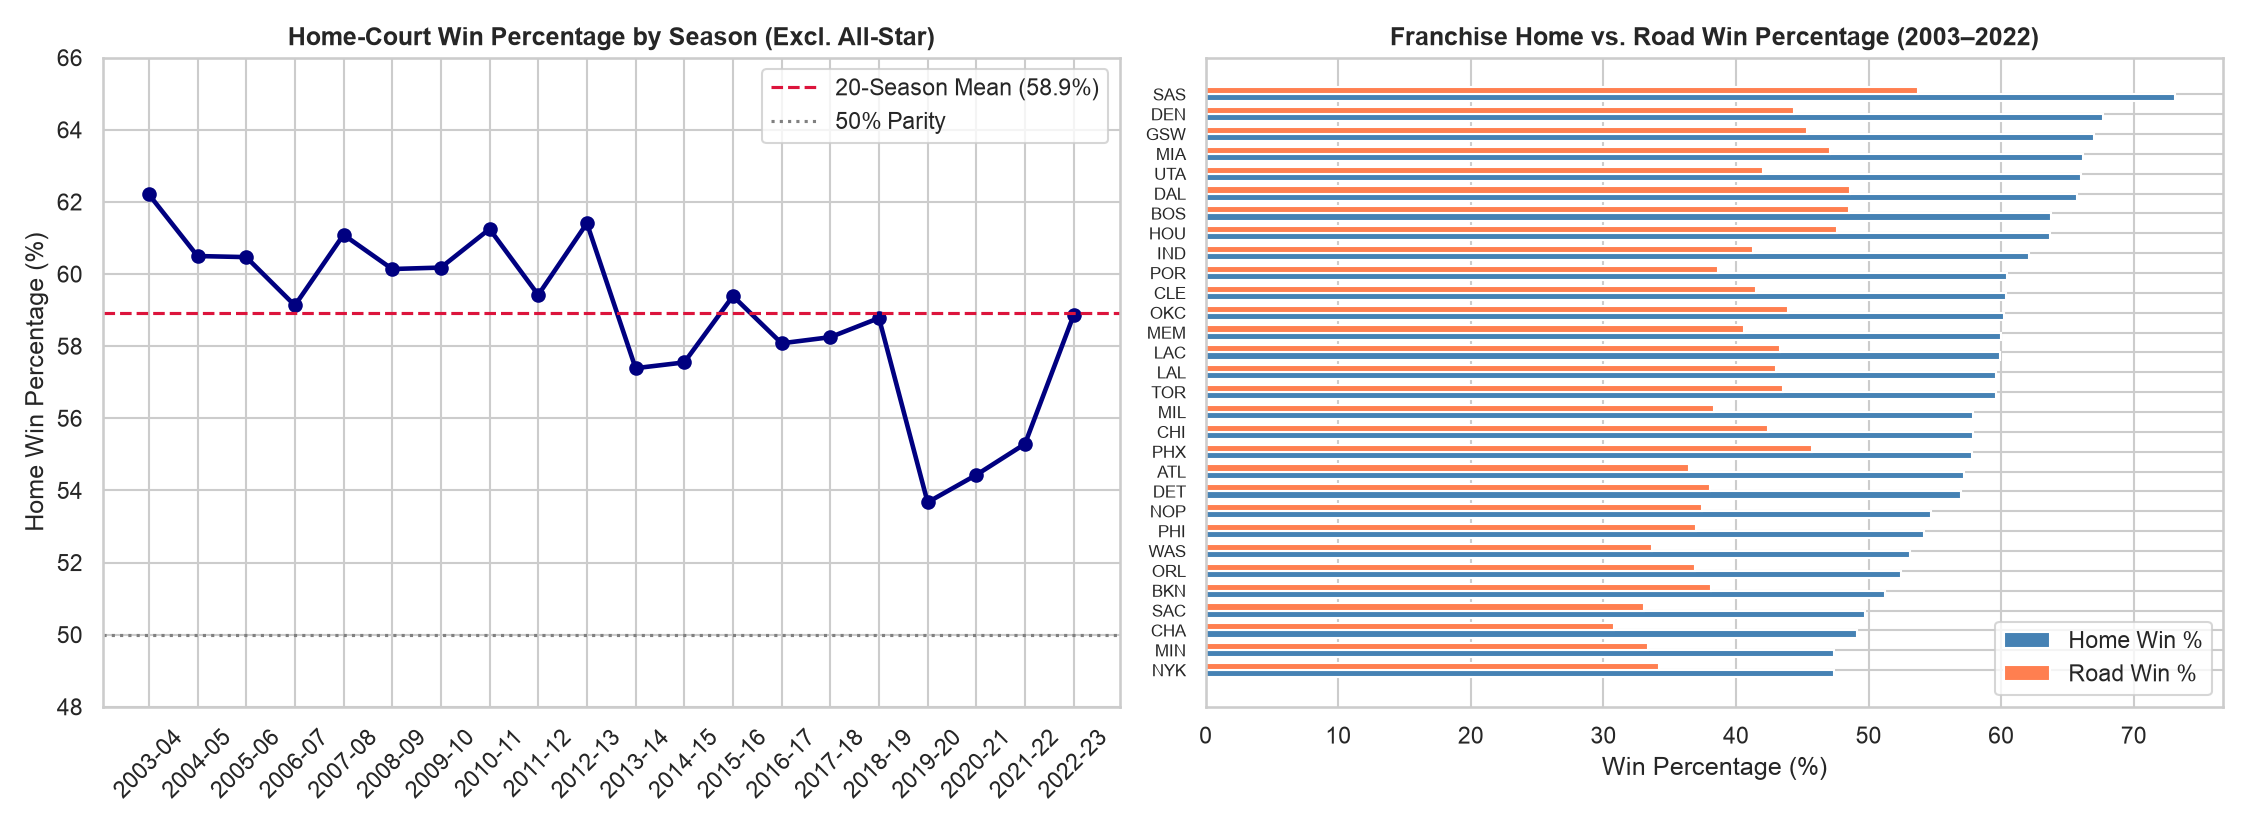 Home-Court Win Percentage by Season (Excl. All-Star)
Home Win Percentage (%)
66
64
62
60
58
56
54
52
50
48
20-Season Mean (58.9%)
50% Parity
2003-04
2004-05
2005-06
2006-07
2007-08
2008-09
2009-10
2010-11
2011-12
2012-13
2013-14
2014-15
2015-16
2016-17
2017-18
2018-19
2019-20
2020-21
2021-22
2022-23
Franchise Home vs. Road Win Percentage (2003–2022)
SAS
DEN
GSW
MIA
UTA
DAL
BOS
HOU
IND
POR
CLE
OKC
MEM
LAC
LAL
TOR
MIL
CHI
PHX
ATL
DET
NOP
PHI
WAS
ORL
BKN
SAC
CHA
MIN
NYK
Home Win %
Road Win %
0
10
20
30
40
50
60
70
Win Percentage (%)